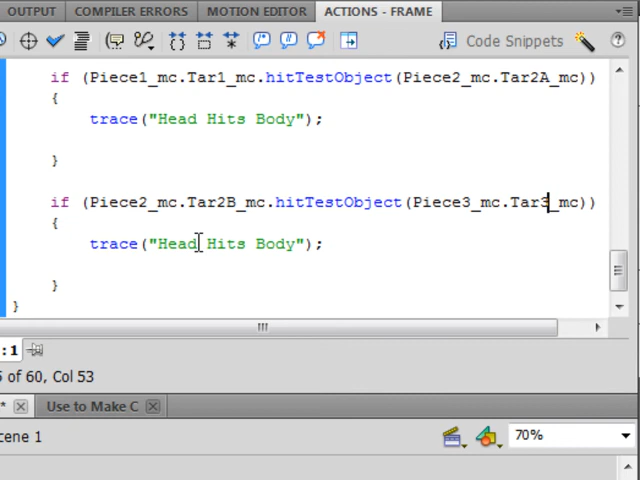 OUTPUT COMPILER ERRORS MOTION EDITOR ACTIONS - FRAME
Code Snippets
if (Piece1_mc.Tar1_mc.hitTestObject(Piece2_mc.Tar2A_mc))
{
trace("Head Hits Body");
}
if (Piece2_mc.Tar2B_mc.hitTestObject(Piece3_mc.Tar3_mc))
{
trace("Head Hits Body");
}
}
:1
of 60, Col 53
* Use to Make C
cene 1 70%